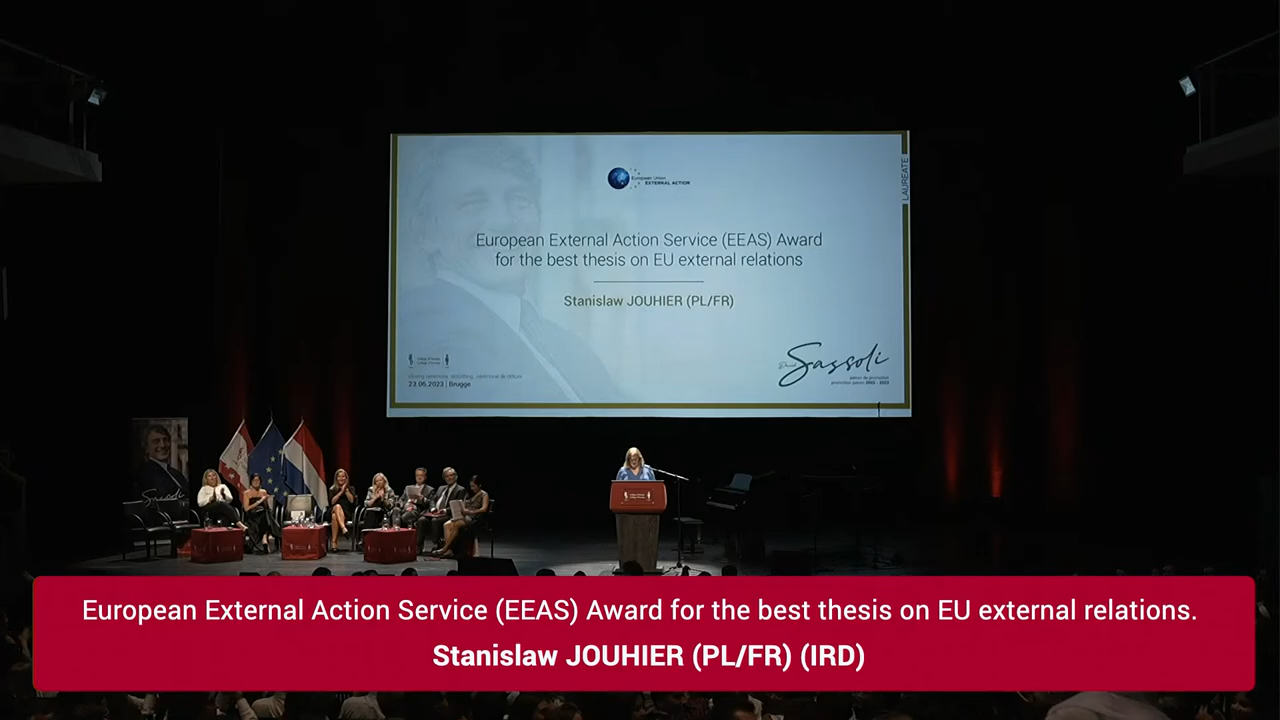 LAUREATE
European Union
EXTERNAL ACTION
European External Action Service (EEAS) Award
for the best thesis on EU external relations
Stanislaw JOUHIER (PL/FR)
Sassoli
23.06.2023 | Brugge
Sassoli
European External Action Service (EEAS) Award for the best thesis on EU external relations.
Stanislaw JOUHIER (PL/FR) (IRD)